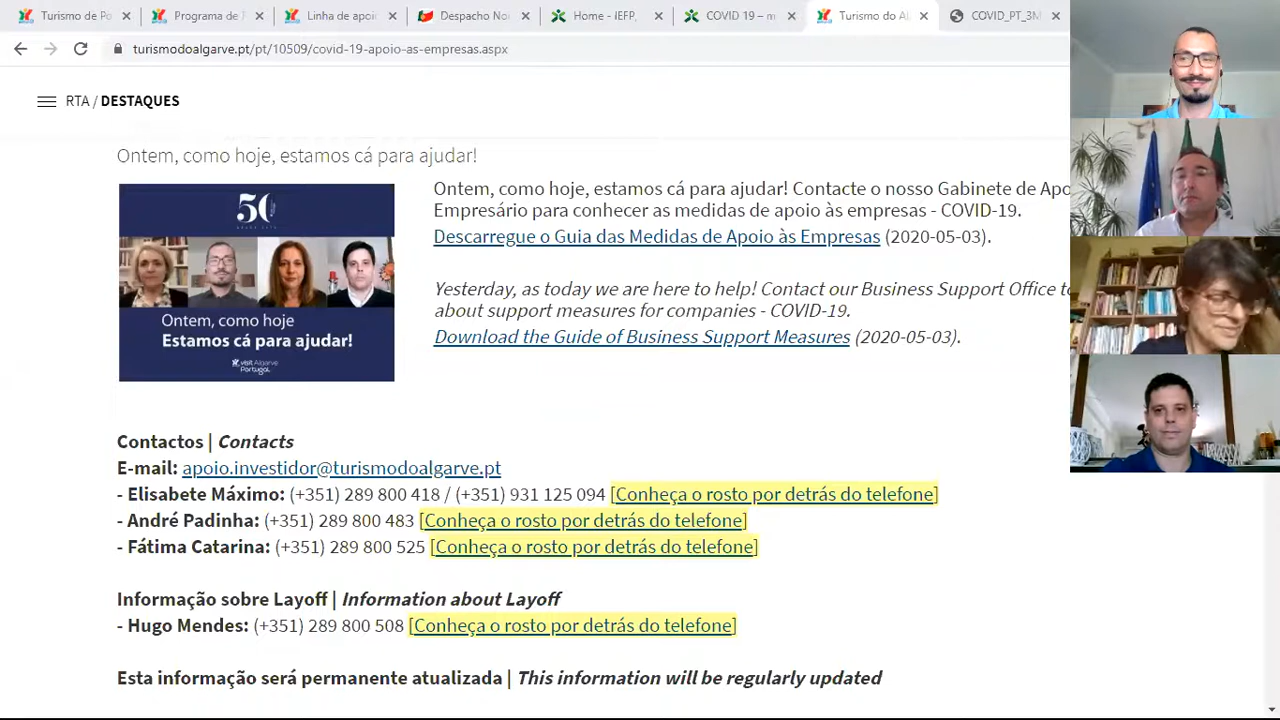 Turismo de Po
Programa de
Linha de apoi
Despacho No
Home - IEFP,
COVID 19 – m
Turismo do Al
COVID_PT_3M
turismodoalgarve.pt/pt/10509/covid-19-apoio-as-empresas.aspx
RTA / DESTAQUES
Ontem, como hoje, estamos cá para ajudar!
50
Ontem, como hoje
Estamos cá para ajudar!
visit Algarve
Portugal
Ontem, como hoje, estamos cá para ajudar! Contacte o nosso Gabinete de Apo
Empresário para conhecer as medidas de apoio às empresas - COVID-19.
Descarregue o Guia das Medidas de Apoio às Empresas (2020-05-03).
Yesterday, as today we are here to help! Contact our Business Support Office to
about support measures for companies - COVID-19.
Download the Guide of Business Support Measures (2020-05-03).
Contactos | Contacts
E-mail: apoio.investidor@turismodoalgarve.pt
- Elisabete Máximo: (+351) 289 800 418 / (+351) 931 125 094 [Conheça o rosto por detrás do telefone]
- André Padinha: (+351) 289 800 483 [Conheça o rosto por detrás do telefone]
- Fátima Catarina: (+351) 289 800 525 [Conheça o rosto por detrás do telefone]
Informação sobre Layoff | Information about Layoff
- Hugo Mendes: (+351) 289 800 508 [Conheça o rosto por detrás do telefone]
Esta informação será permanente atualizada | This information will be regularly updated